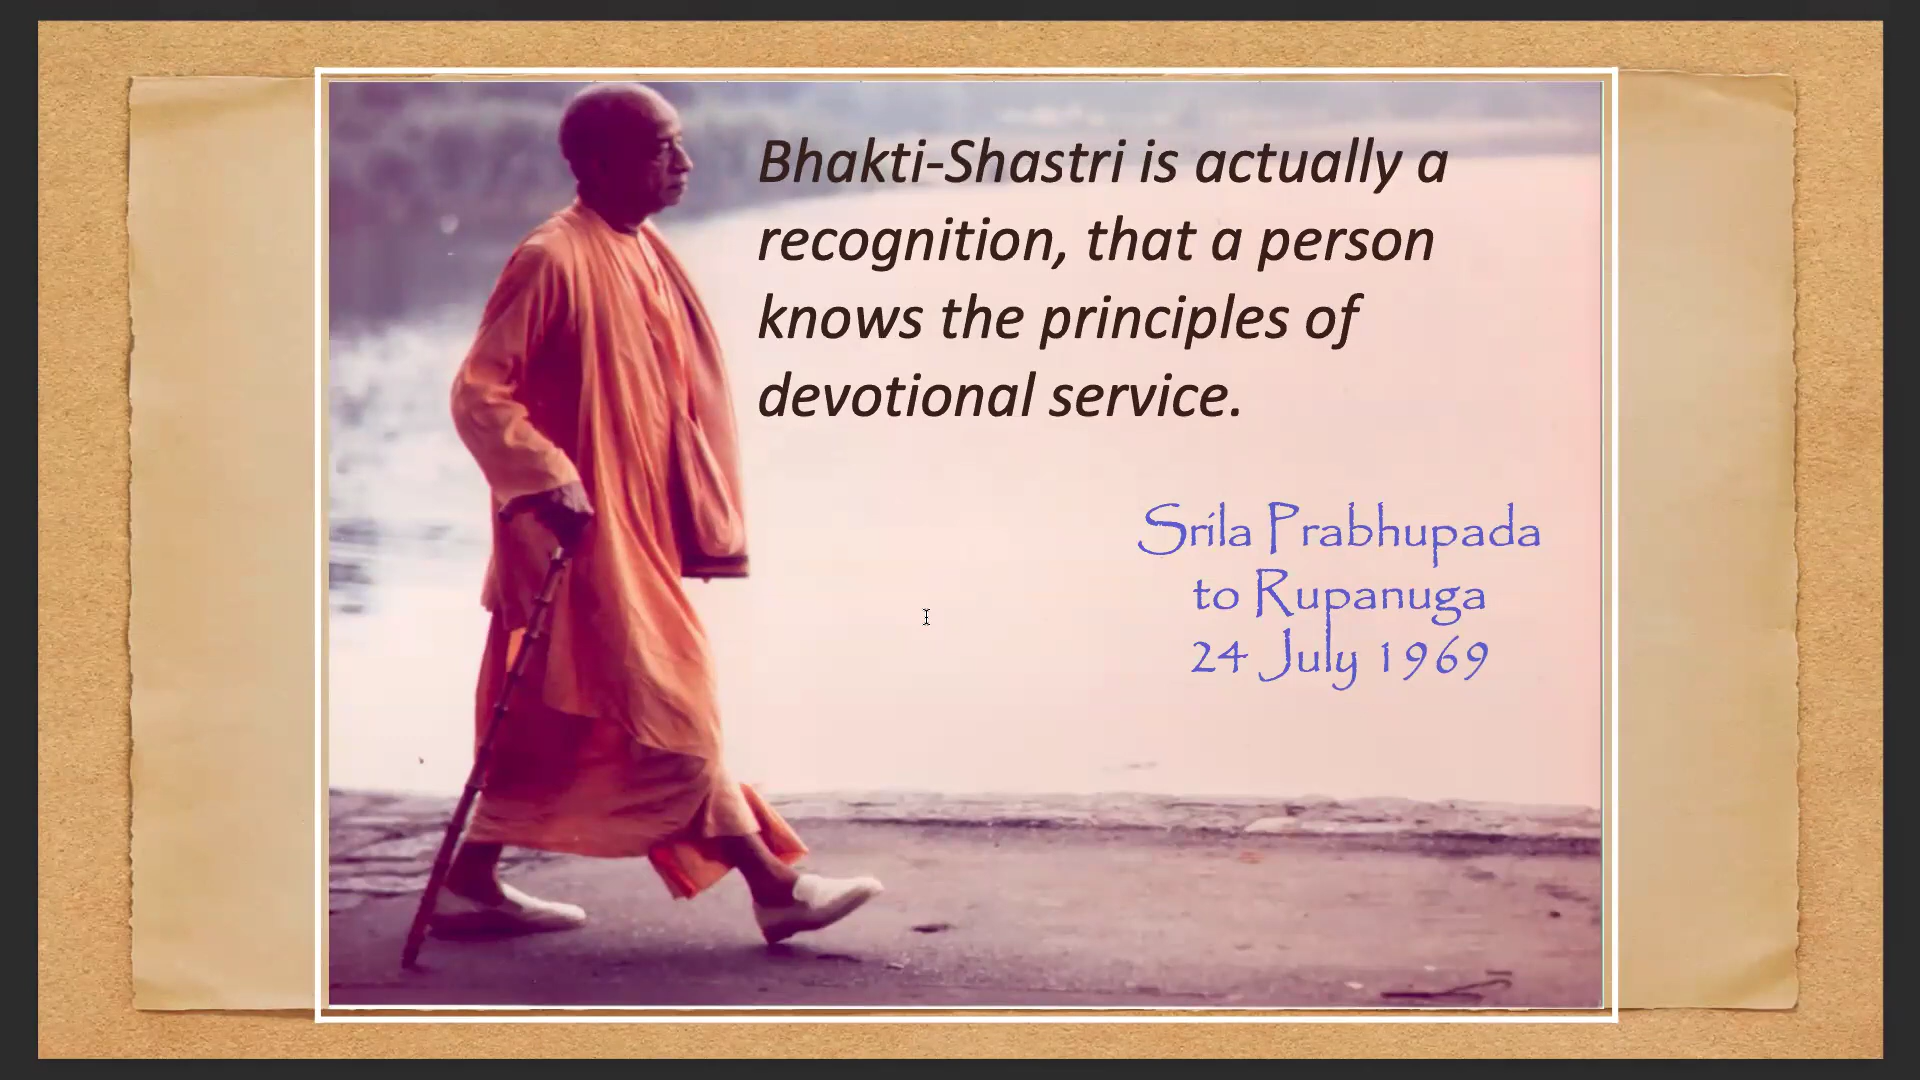 Bhakti-Shastri is actually a
recognition, that a person
knows the principles of
devotional service.
Srila Prabhupada
to Rupanuga
24 July 1969